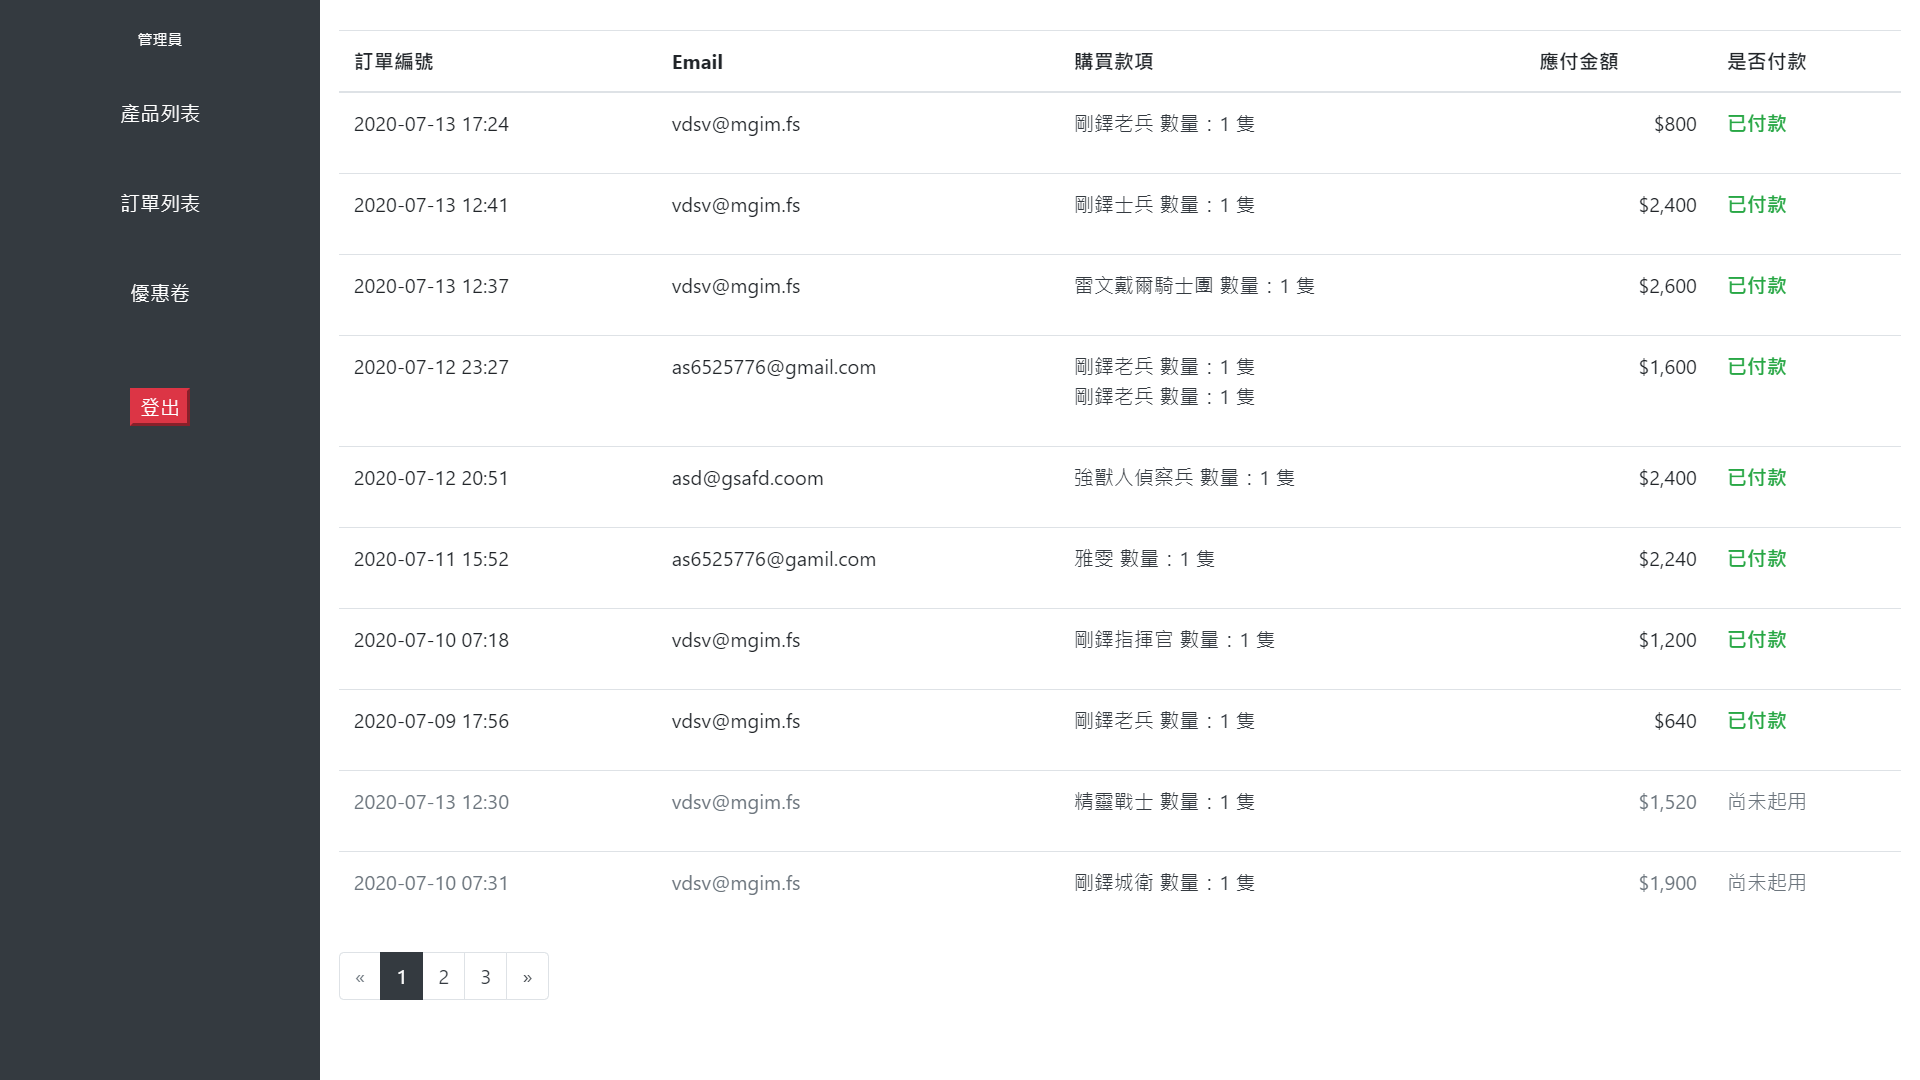 管理員
產品列表
訂單列表
優惠卷
登出
訂單編號 Email 購買款項 應付金額 是否付款
2020-07-13 17:24 vdsv@mgim.fs 剛鐸老兵 數量：1 隻 $800 已付款
2020-07-13 12:41 vdsv@mgim.fs 剛鐸士兵 數量：1 隻 $2,400 已付款
2020-07-13 12:37 vdsv@mgim.fs 雷文戴爾騎士團 數量：1 隻 $2,600 已付款
2020-07-12 23:27 as6525776@gmail.com 剛鐸老兵 數量：1 隻 $1,600 已付款
剛鐸老兵 數量：1 隻
2020-07-12 20:51 asd@gsafd.coom 強獸人偵察兵 數量：1 隻 $2,400 已付款
2020-07-11 15:52 as6525776@gamil.com 雅雯 數量：1 隻 $2,240 已付款
2020-07-10 07:18 vdsv@mgim.fs 剛鐸指揮官 數量：1 隻 $1,200 已付款
2020-07-09 17:56 vdsv@mgim.fs 剛鐸老兵 數量：1 隻 $640 已付款
2020-07-13 12:30 vdsv@mgim.fs 精靈戰士 數量：1 隻 $1,520 尚未起用
2020-07-10 07:31 vdsv@mgim.fs 剛鐸城衛 數量：1 隻 $1,900 尚未起用
« 1 2 3 »